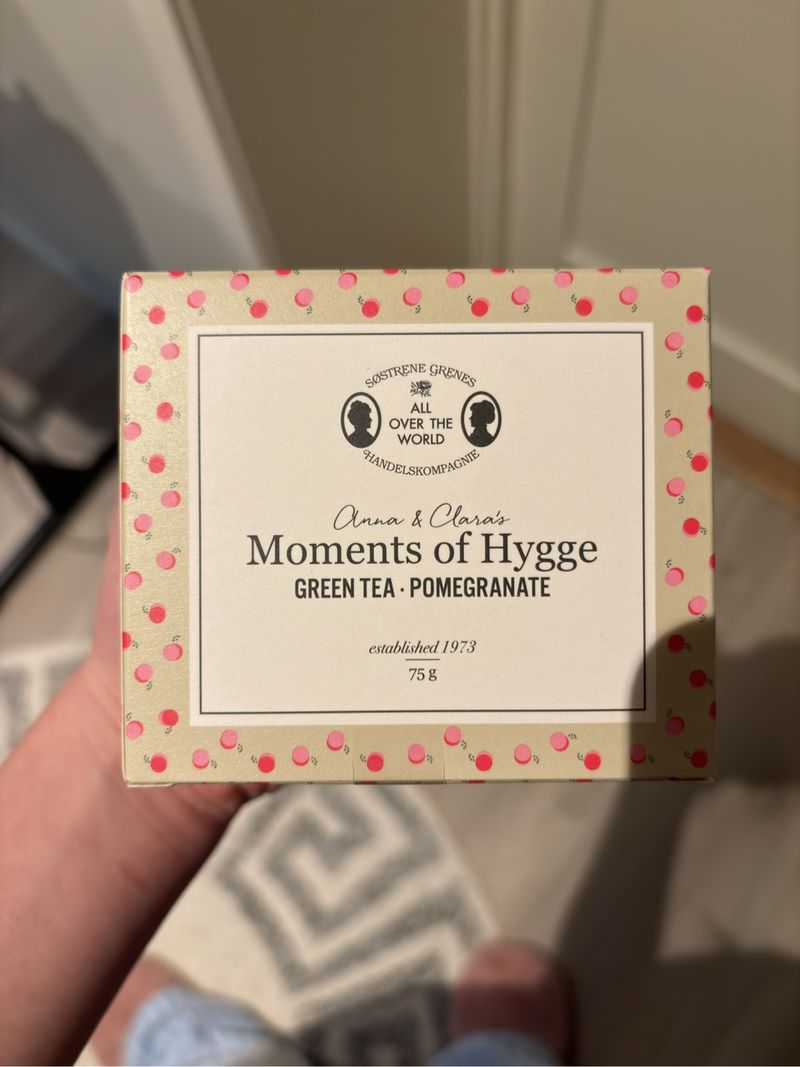 SØSTRENE GRENES
ALL
OVER THE
WORLD
HANDELSKOMPAGNIE
Anna & Clara's
Moments of Hygge
GREEN TEA · POMEGRANATE
established 1973
75 g